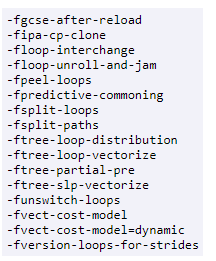 -fgcse-after-reload
-fipa-cp-clone
-floop-interchange
-floop-unroll-and-jam
-fpeel-loops
-fpredictive-commoning
-fsplit-loops
-fsplit-paths
-ftree-loop-distribution
-ftree-loop-vectorize
-ftree-partial-pre
-ftree-slp-vectorize
-funswitch-loops
-fvect-cost-model
-fvect-cost-model=dynamic
-fversion-loops-for-strides